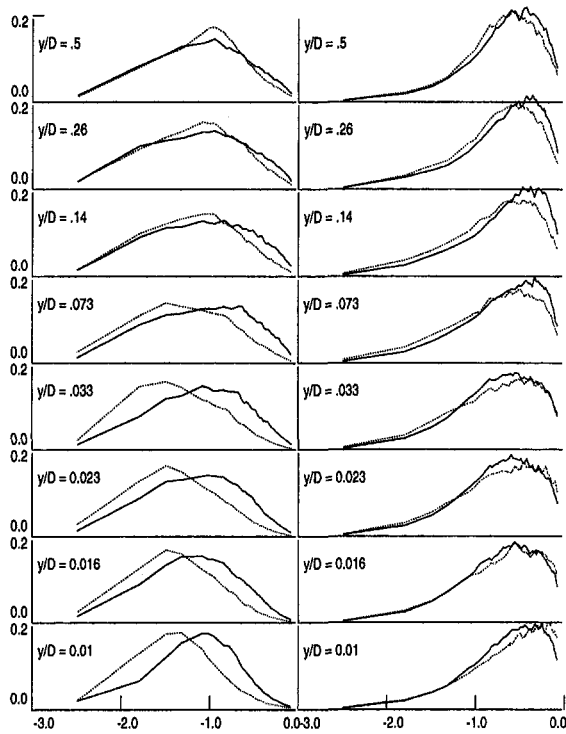 0.2
y/D = .5
y/D = .5
0.0
0.2
y/D = .26
y/D = .26
0.0
0.2
y/D = .14
y/D = .14
0.0
0.2
y/D = .073
y/D = .073
0.0
0.2
y/D = .033
y/D = .033
0.0
0.2
y/D = 0.023
y/D = 0.023
0.0
0.2
y/D = 0.016
y/D = 0.016
0.0
0.2
y/D = 0.01
y/D = 0.01
0.0
-3.0 -2.0 -1.0 0.0-3.0 -2.0 -1.0 0.0